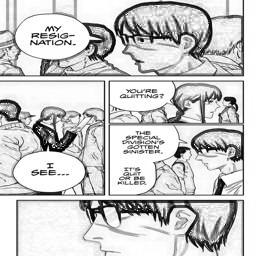 MY
RESIG-
NATION.
YOU'RE
QUITTING?
THE
SPECIAL
DIVISION'S
GOTTEN
SINISTER.
IT'S
QUIT
OR BE
KILLED.
I
SEE...